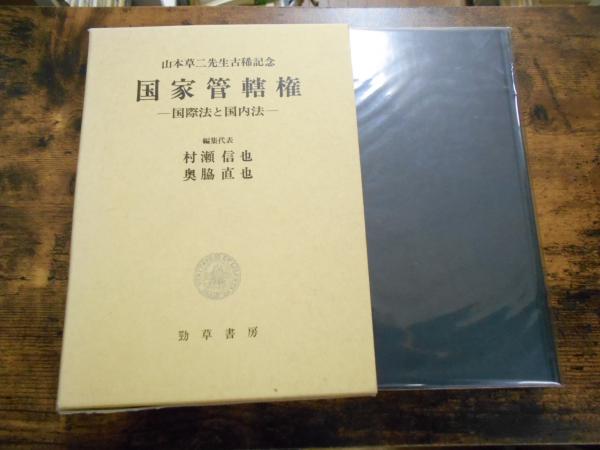 山本草二先生古稀記念
国家管轄権
―国際法と国内法―
編集代表
村瀬信也
奥脇直也
勁草書房